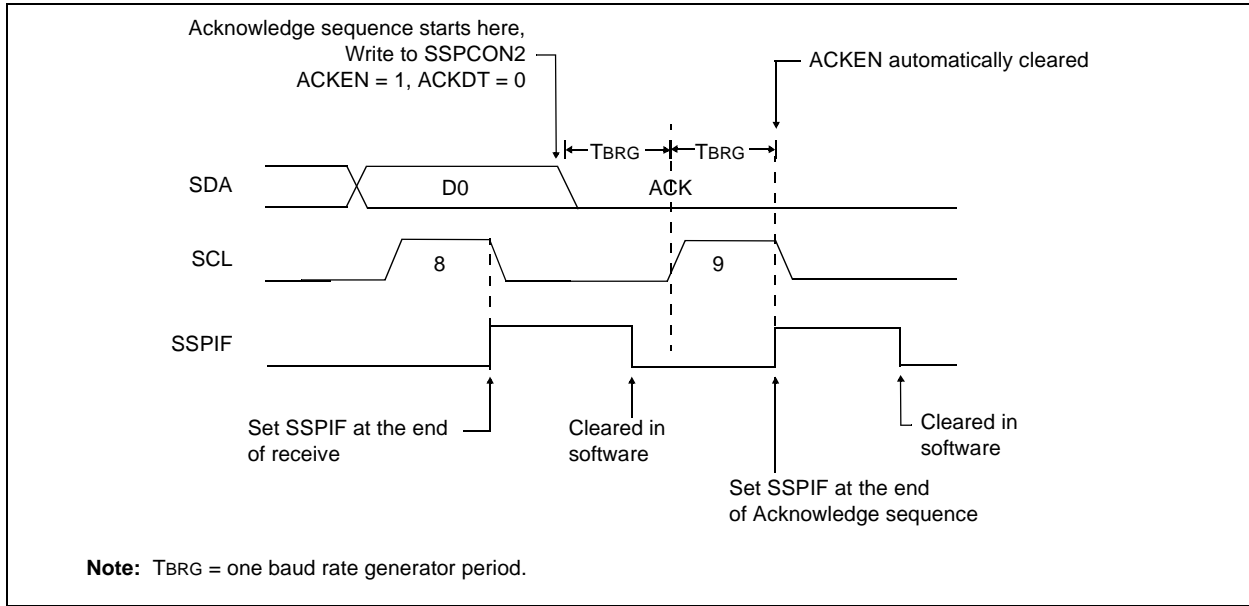 Acknowledge sequence starts here,
Write to SSPCON2
ACKEN = 1, ACKDT = 0
ACKEN automatically cleared
TBRG
TBRG
SDA
D0
ACK
SCL
8
9
SSPIF
Set SSPIF at the end
of receive
Cleared in
software
Cleared in
software
Set SSPIF at the end
of Acknowledge sequence
Note: TBRG = one baud rate generator period.